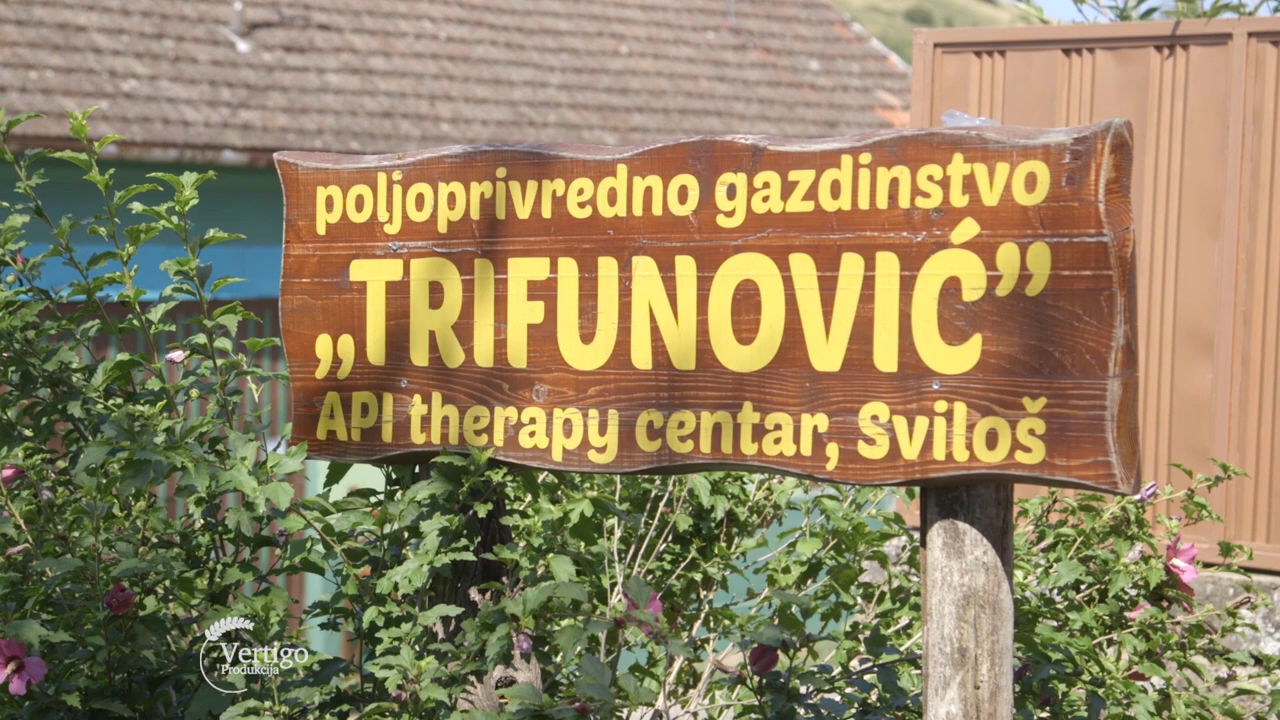 poljoprivredno gazdinstvo
„TRIFUNOVIĆ”
API therapy centar, Sviloš
Vertigo
Produkcija